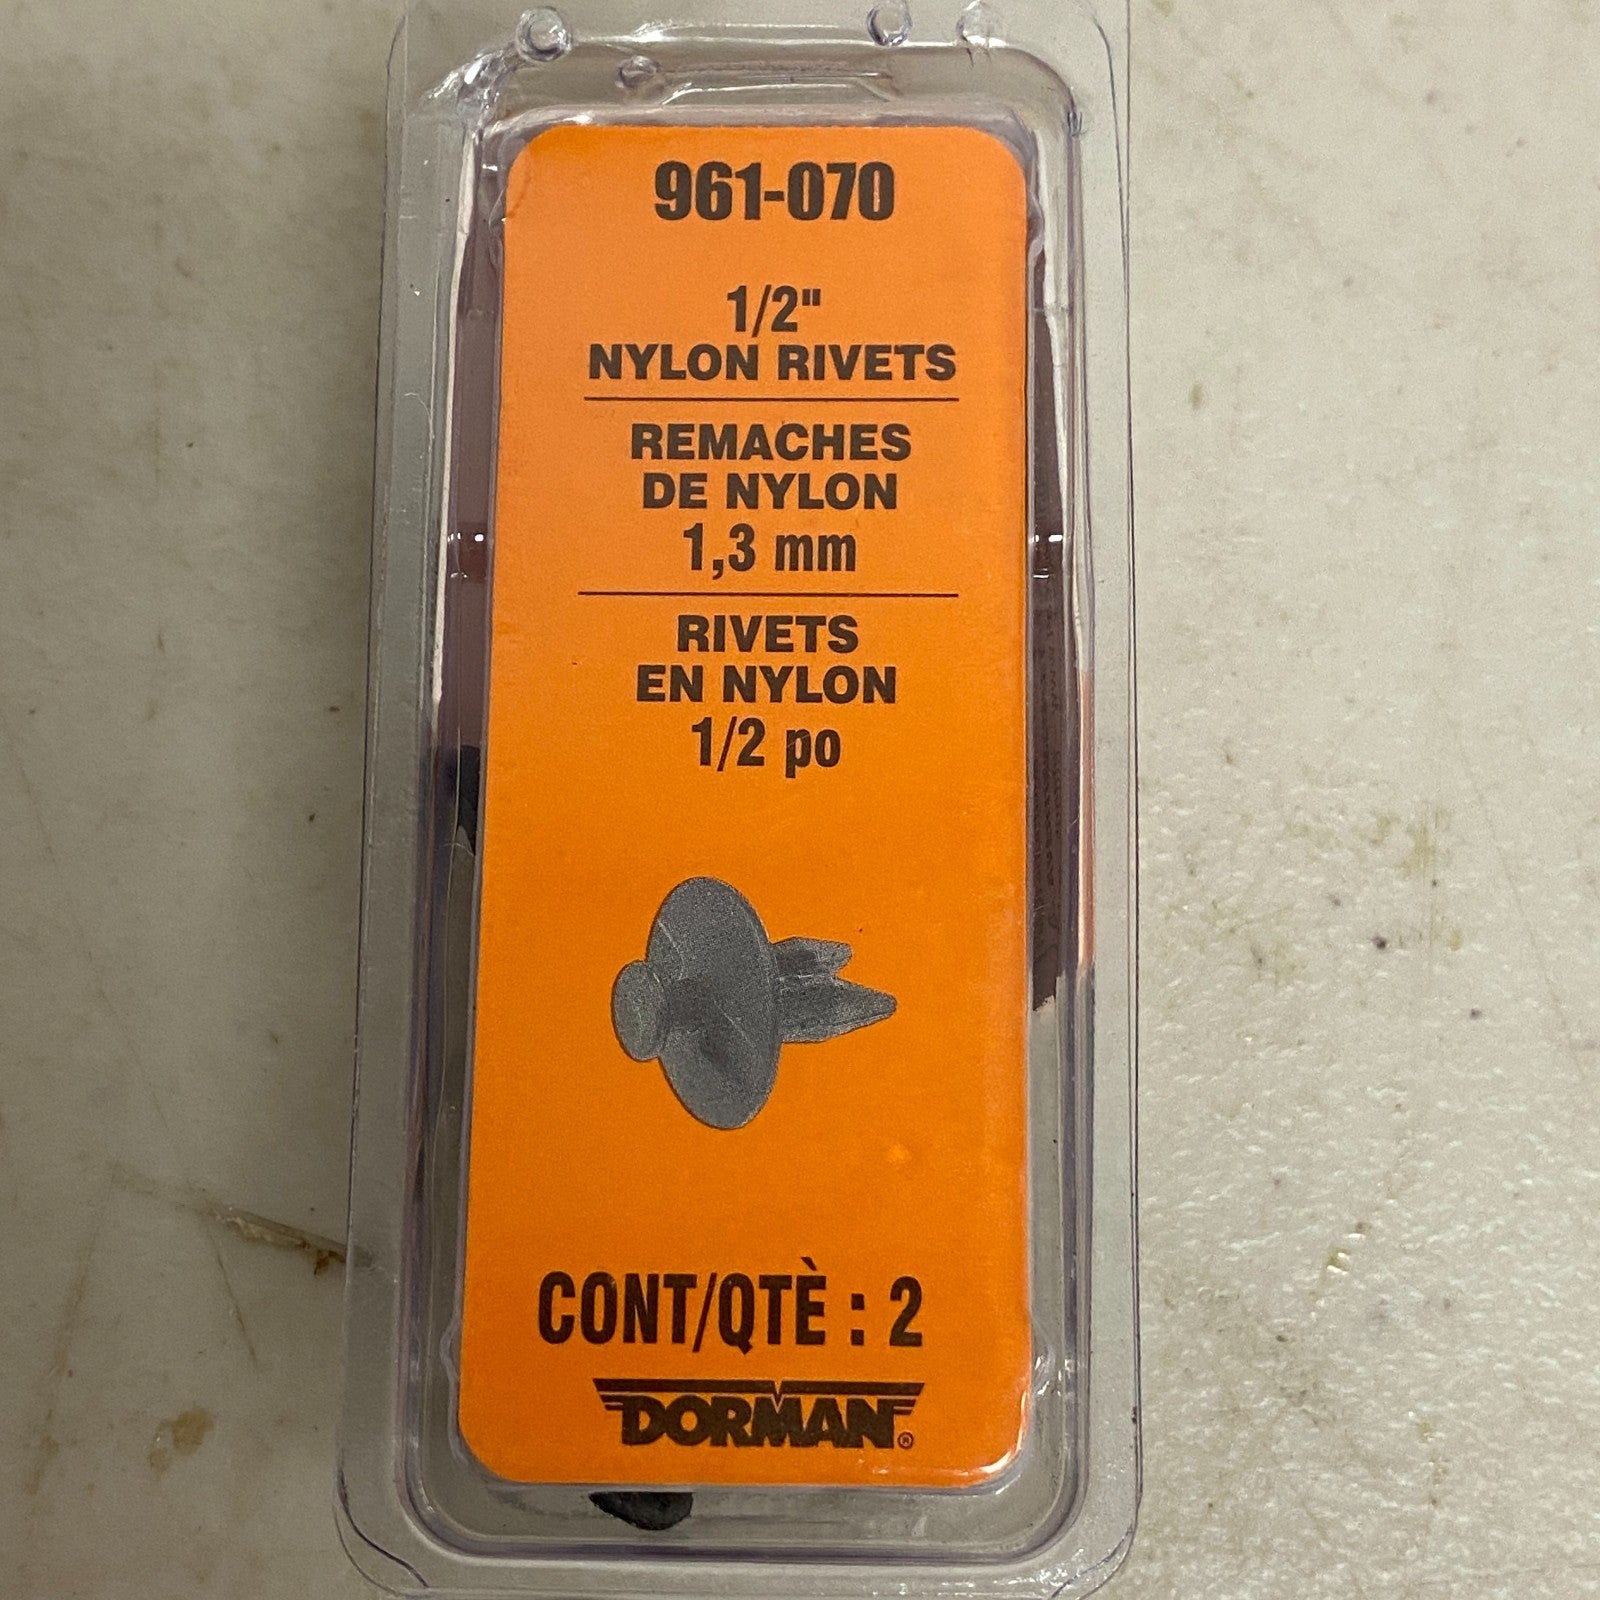 961-070
1/2"
NYLON RIVETS
REMACHES
DE NYLON
1,3 mm
RIVETS
EN NYLON
1/2 po
CONT/QTÈ : 2
DORMAN®